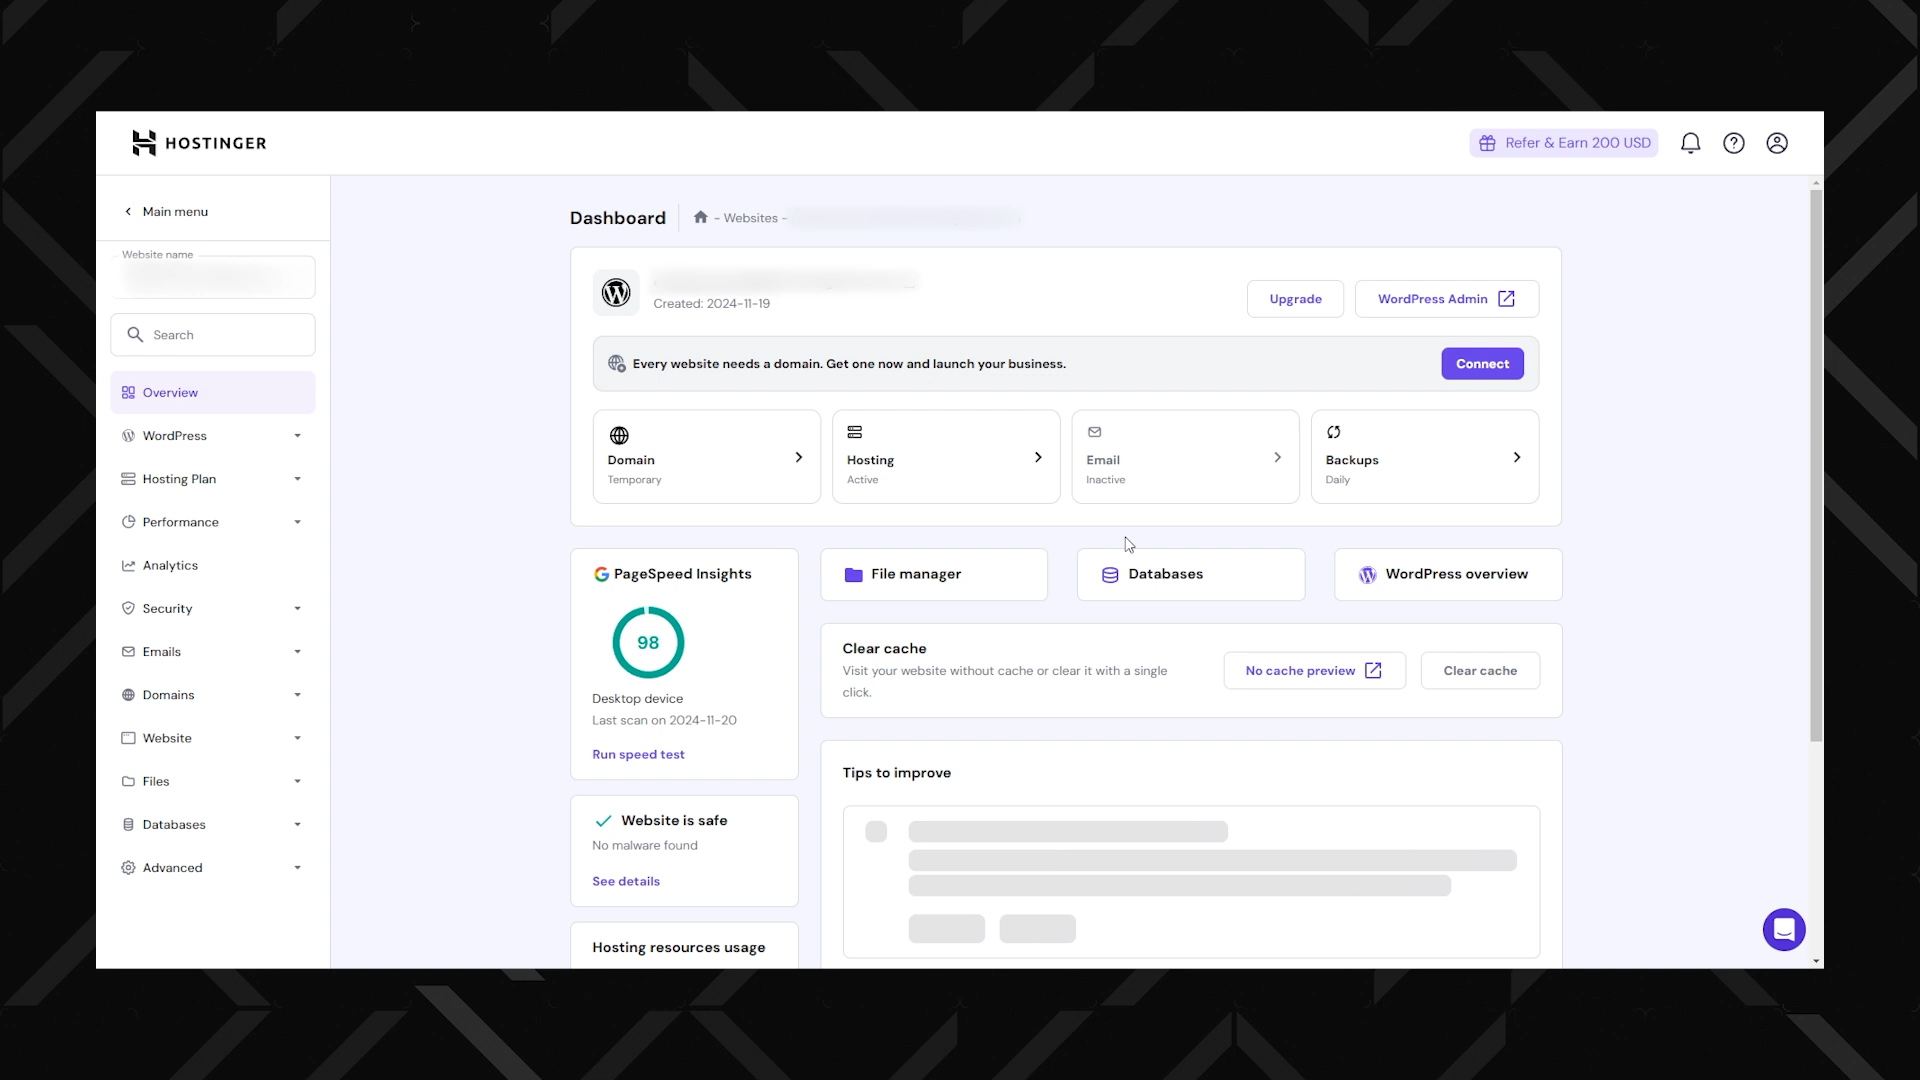 HOSTINGER
Refer & Earn 200 USD
Main menu
Website name
Search
Overview
WordPress
Hosting Plan
Performance
Analytics
Security
Emails
Domains
Website
Files
Databases
Advanced
Dashboard
- Websites -
Created: 2024-11-19
Upgrade
WordPress Admin
Every website needs a domain. Get one now and launch your business.
Connect
Domain
Temporary
Hosting
Active
Email
Inactive
Backups
Daily
PageSpeed Insights
98
Desktop device
Last scan on 2024-11-20
Run speed test
Website is safe
No malware found
See details
Hosting resources usage
File manager
Databases
WordPress overview
Clear cache
Visit your website without cache or clear it with a single
click.
No cache preview
Clear cache
Tips to improve